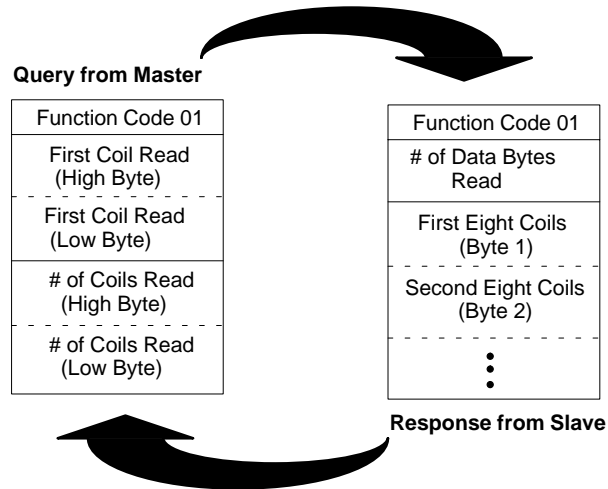 Query from Master
Function Code 01
First Coil Read
(High Byte)
First Coil Read
(Low Byte)
# of Coils Read
(High Byte)
# of Coils Read
(Low Byte)
Function Code 01
# of Data Bytes
Read
First Eight Coils
(Byte 1)
Second Eight Coils
(Byte 2)
Response from Slave